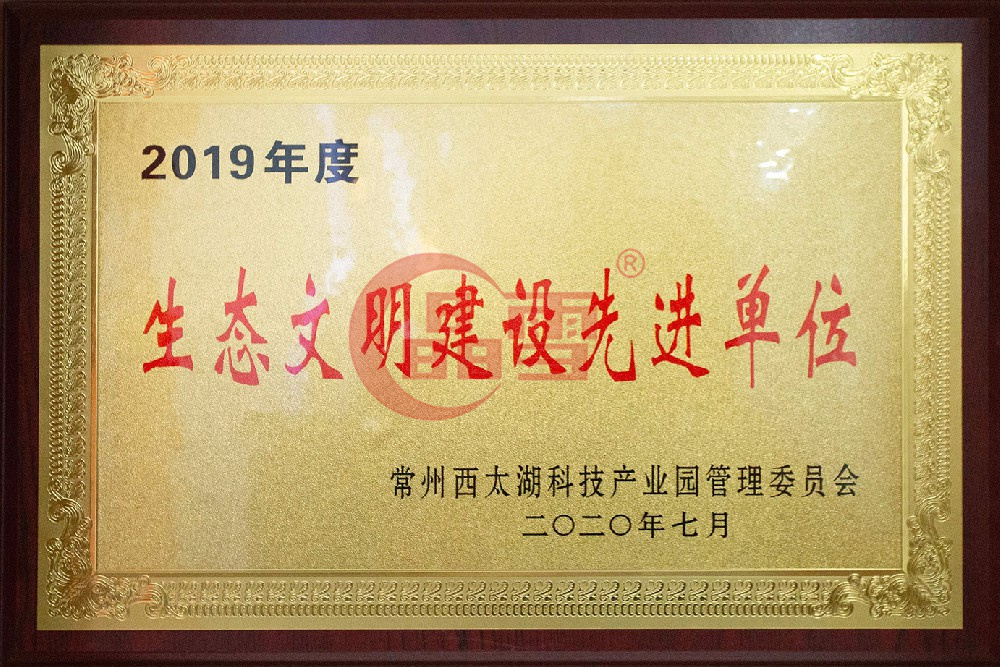 2019年度
生态文明建设先进单位
晶雪®
常州西太湖科技产业园管理委员会
二〇二〇年七月